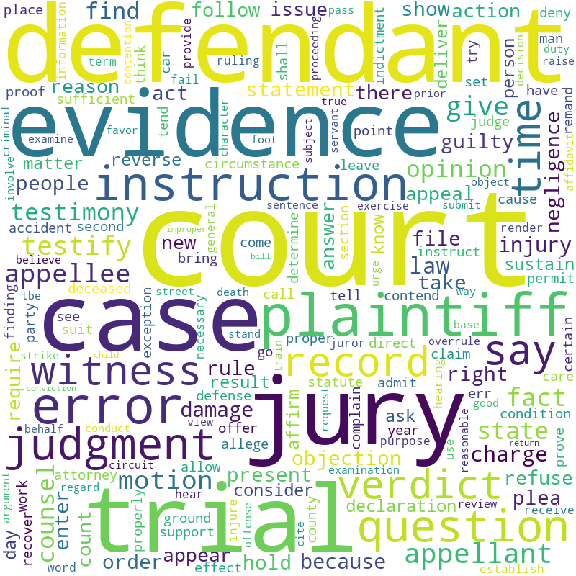 place
information
contention
term
find
think
follow
issue
car
pass
provide
ruling
show
action
proceeding
shall
indictment
deliver
man
duty
raise
deny
decision
defendant
proof
sufficient
reason
statement
there
person
try
set
have
criminal
evidence
act
fail
favor
tend
character
foot
true
subject
servant
prior
point
give
judge
time
remand
affidavit
involve
examine
matter
reverse
circumstance
leave
guilty
object
negligence
people
instruction
opinion
cause
testimony
sentence
exercise
appeal
submit
render
accident
second
improper
bill
general
determine
answer
section
know
file
instruct
injury
testify
new
come
bring
court
urge
law
sustain
believe
appellee
deceased
call
tell
contend
take
way
permit
finding
party
the
see
suit
exception
street
death
necessary
case
go
stand
proper
juror
direct
base
plaintiff
overrule
claim
say
certain
strike
child
conviction
train
hearing
require
witness
rule
result
defense
request
record
statute
admit
err
right
good
care
reasonable
condition
use
prove
fact
behalf
error
conduct
view
damage
offer
allege
affirm
jury
complain
ask
year
purpose
state
charge
return
circuit
judgment
attorney
allow
hear
examination
objection
present
consider
verdict
refuse
plea
review
receive
argument
regard
counsel
motion
enter
properly
injure
offense
cite
county
declaration
question
day
recover
work
count
trial
ground
support
word
order
appear
effect
hold
because
appellant
establish